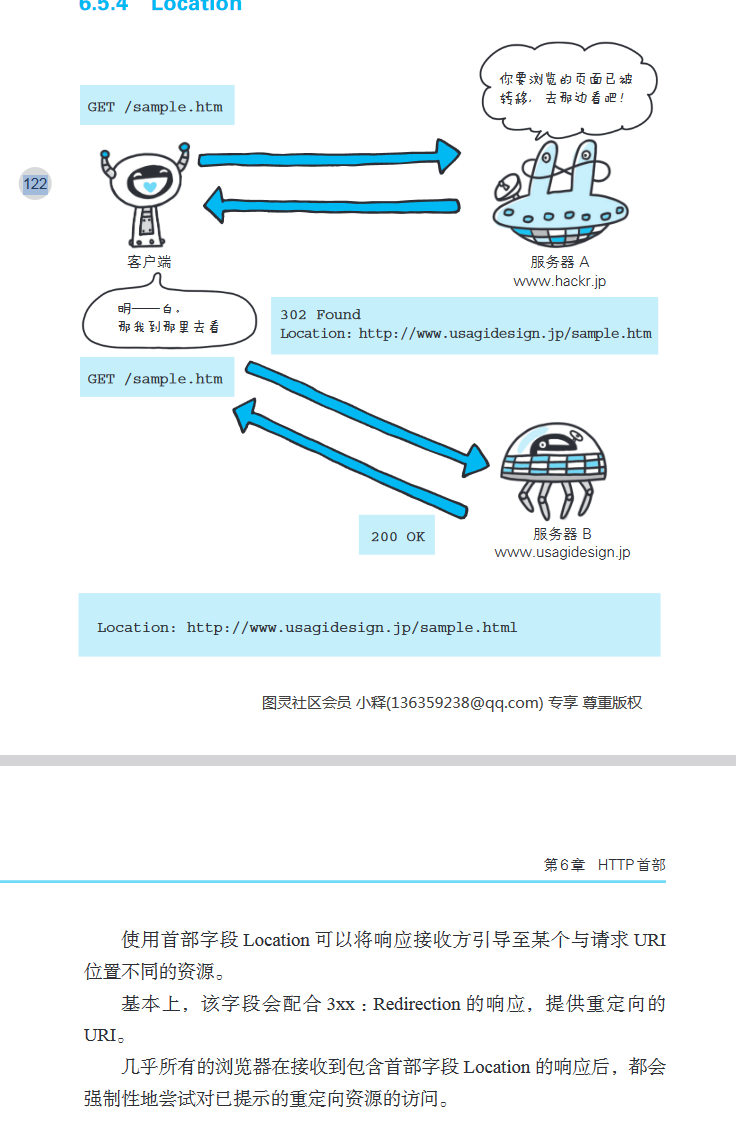 6.5.4 Location
你要浏览的页面已被
转移，去那边看吧！
GET /sample.htm
122
客户端
服务器 A
www.hackr.jp
明——白，
那我到那里去看
302 Found
Location: http://www.usagidesign.jp/sample.htm
GET /sample.htm
200 OK
服务器 B
www.usagidesign.jp
Location: http://www.usagidesign.jp/sample.html
图灵社区会员 小释(136359238@qq.com) 专享 尊重版权
第6章 HTTP首部
使用首部字段 Location 可以将响应接收方引导至某个与请求 URI
位置不同的资源。
基本上，该字段会配合 3xx：Redirection 的响应，提供重定向的
URI。
几乎所有的浏览器在接收到包含首部字段 Location 的响应后，都会
强制性地尝试对已提示的重定向资源的访问。